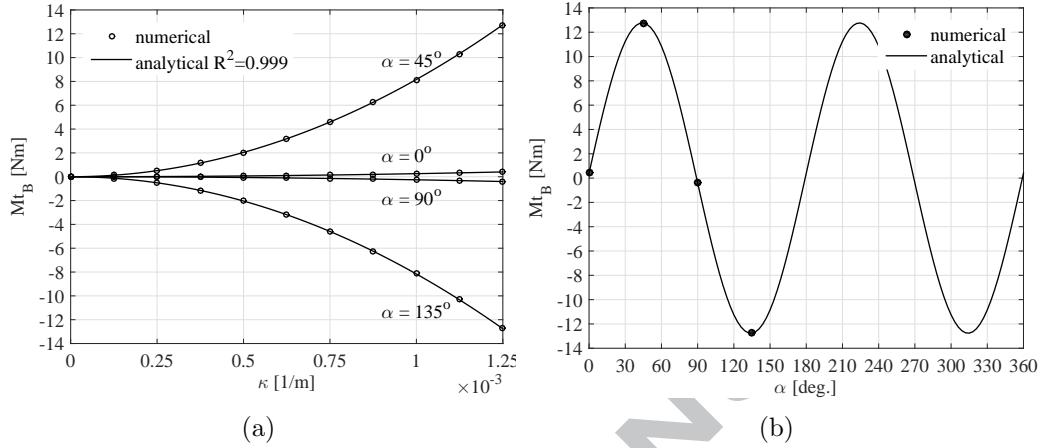 14
12
10
8
6
4
2
0
-2
-4
-6
-8
-10
-12
-14
Mt_B [Nm]
numerical
analytical R²=0.999
α = 45°
α = 0°
α = 90°
α = 135°
0 0.25 0.5 0.75 1 1.25
κ [1/m]
×10⁻³
(a)
14
12
10
8
6
4
2
0
-2
-4
-6
-8
-10
-12
-14
Mt_B [Nm]
numerical
analytical
0 30 60 90 120 150 180 210 240 270 300 330 360
α [deg.]
(b)